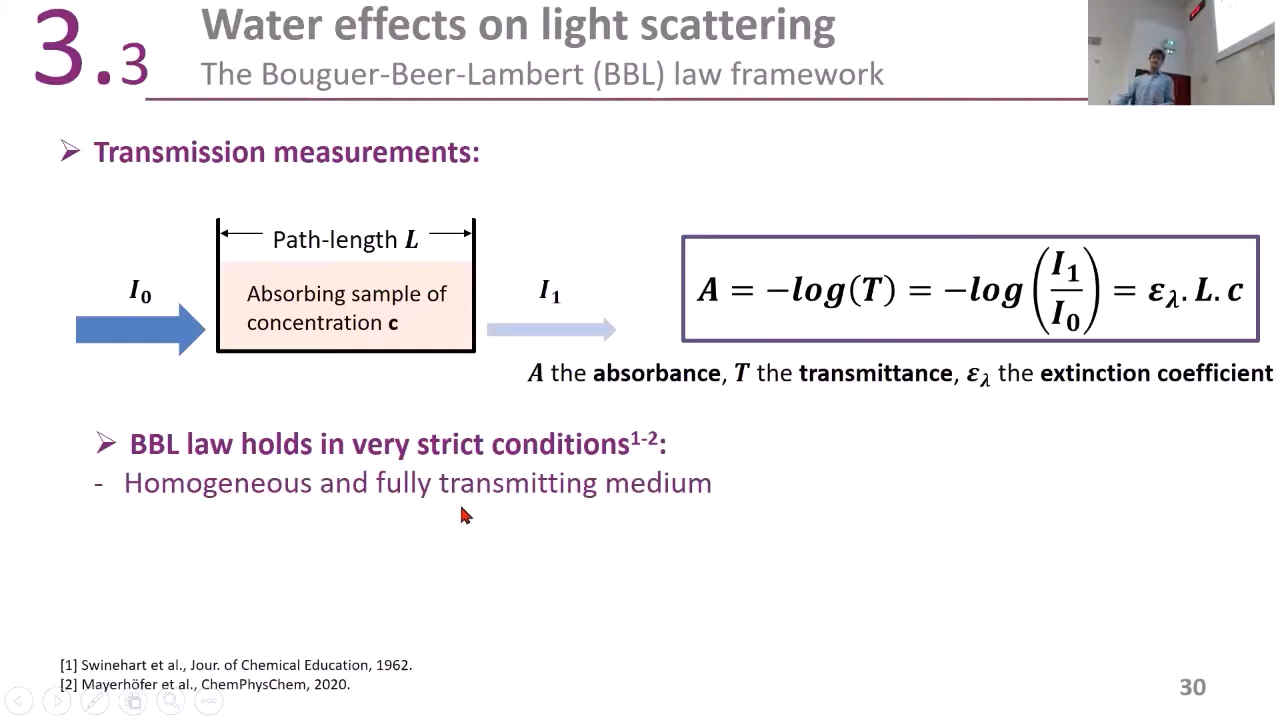 3.3
Water effects on light scattering
The Bouguer-Beer-Lambert (BBL) law framework
➢ Transmission measurements:
Path-length L
I₀
Absorbing sample of
concentration c
I₁
A = −log(T) = −log(I₁/I₀) = ε_λ. L. c
A the absorbance, T the transmittance, ε_λ the extinction coefficient
➢ BBL law holds in very strict conditions¹⁻²:
- Homogeneous and fully transmitting medium
[1] Swinehart et al., Jour. of Chemical Education, 1962.
[2] Mayerhöfer et al., ChemPhysChem, 2020.
30